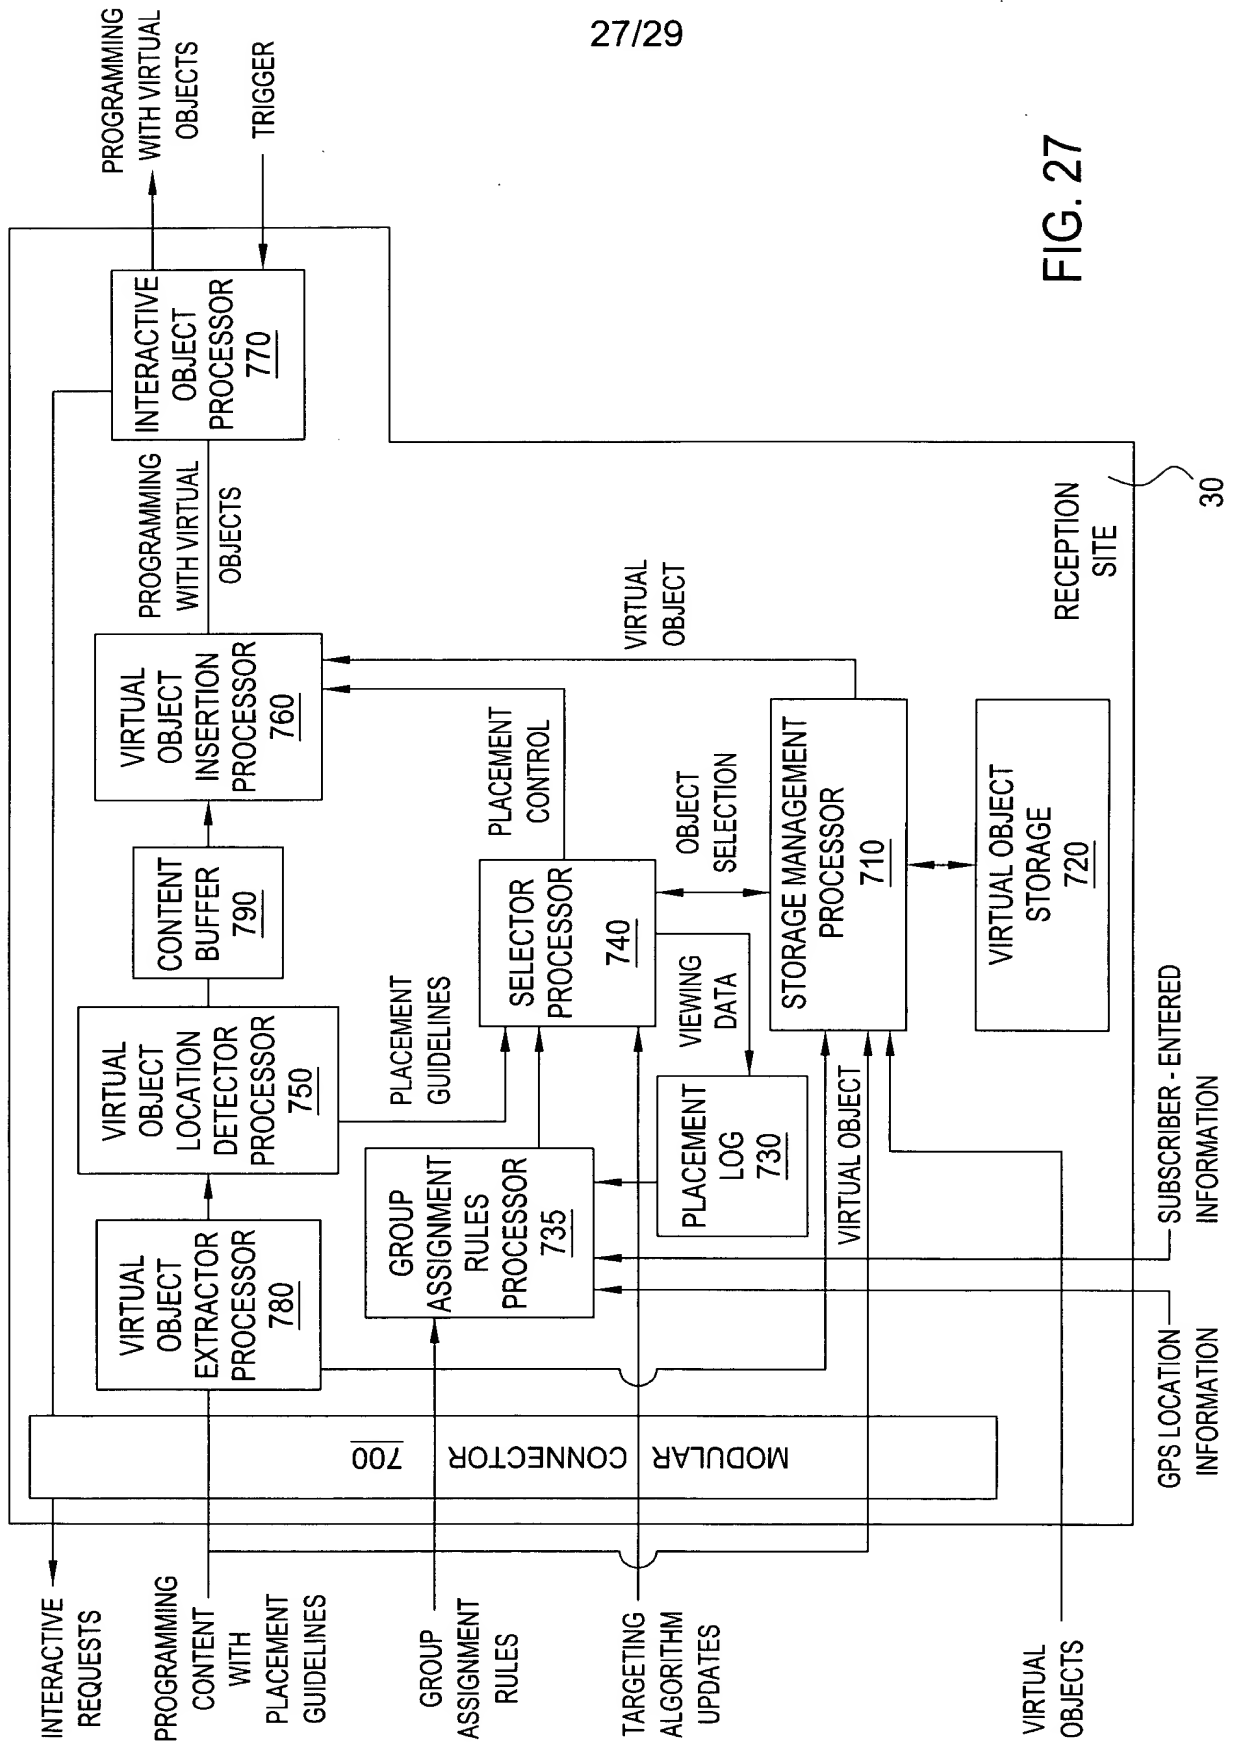 27/29
INTERACTIVE
REQUESTS
PROGRAMMING
CONTENT
WITH
PLACEMENT
GUIDELINES
GROUP
ASSIGNMENT
RULES
TARGETING
ALGORITHM
UPDATES
VIRTUAL
OBJECTS
MODULAR CONNECTOR 700
VIRTUAL
OBJECT
EXTRACTOR
PROCESSOR
780
VIRTUAL
OBJECT
LOCATION
DETECTOR
PROCESSOR
750
CONTENT
BUFFER
790
VIRTUAL
OBJECT
INSERTION
PROCESSOR
760
PROGRAMMING
WITH VIRTUAL
OBJECTS
INTERACTIVE
OBJECT
PROCESSOR
770
PROGRAMMING
WITH VIRTUAL
OBJECTS
TRIGGER
GROUP
ASSIGNMENT
RULES
PROCESSOR
735
PLACEMENT
GUIDELINES
SELECTOR
PROCESSOR
740
PLACEMENT
CONTROL
VIRTUAL
OBJECT
PLACEMENT
LOG
730
VIEWING
DATA
OBJECT
SELECTION
VIRTUAL OBJECT
STORAGE MANAGEMENT
PROCESSOR
710
VIRTUAL OBJECT
STORAGE
720
RECEPTION
SITE
30
GPS LOCATION
INFORMATION
SUBSCRIBER - ENTERED
INFORMATION
FIG. 27